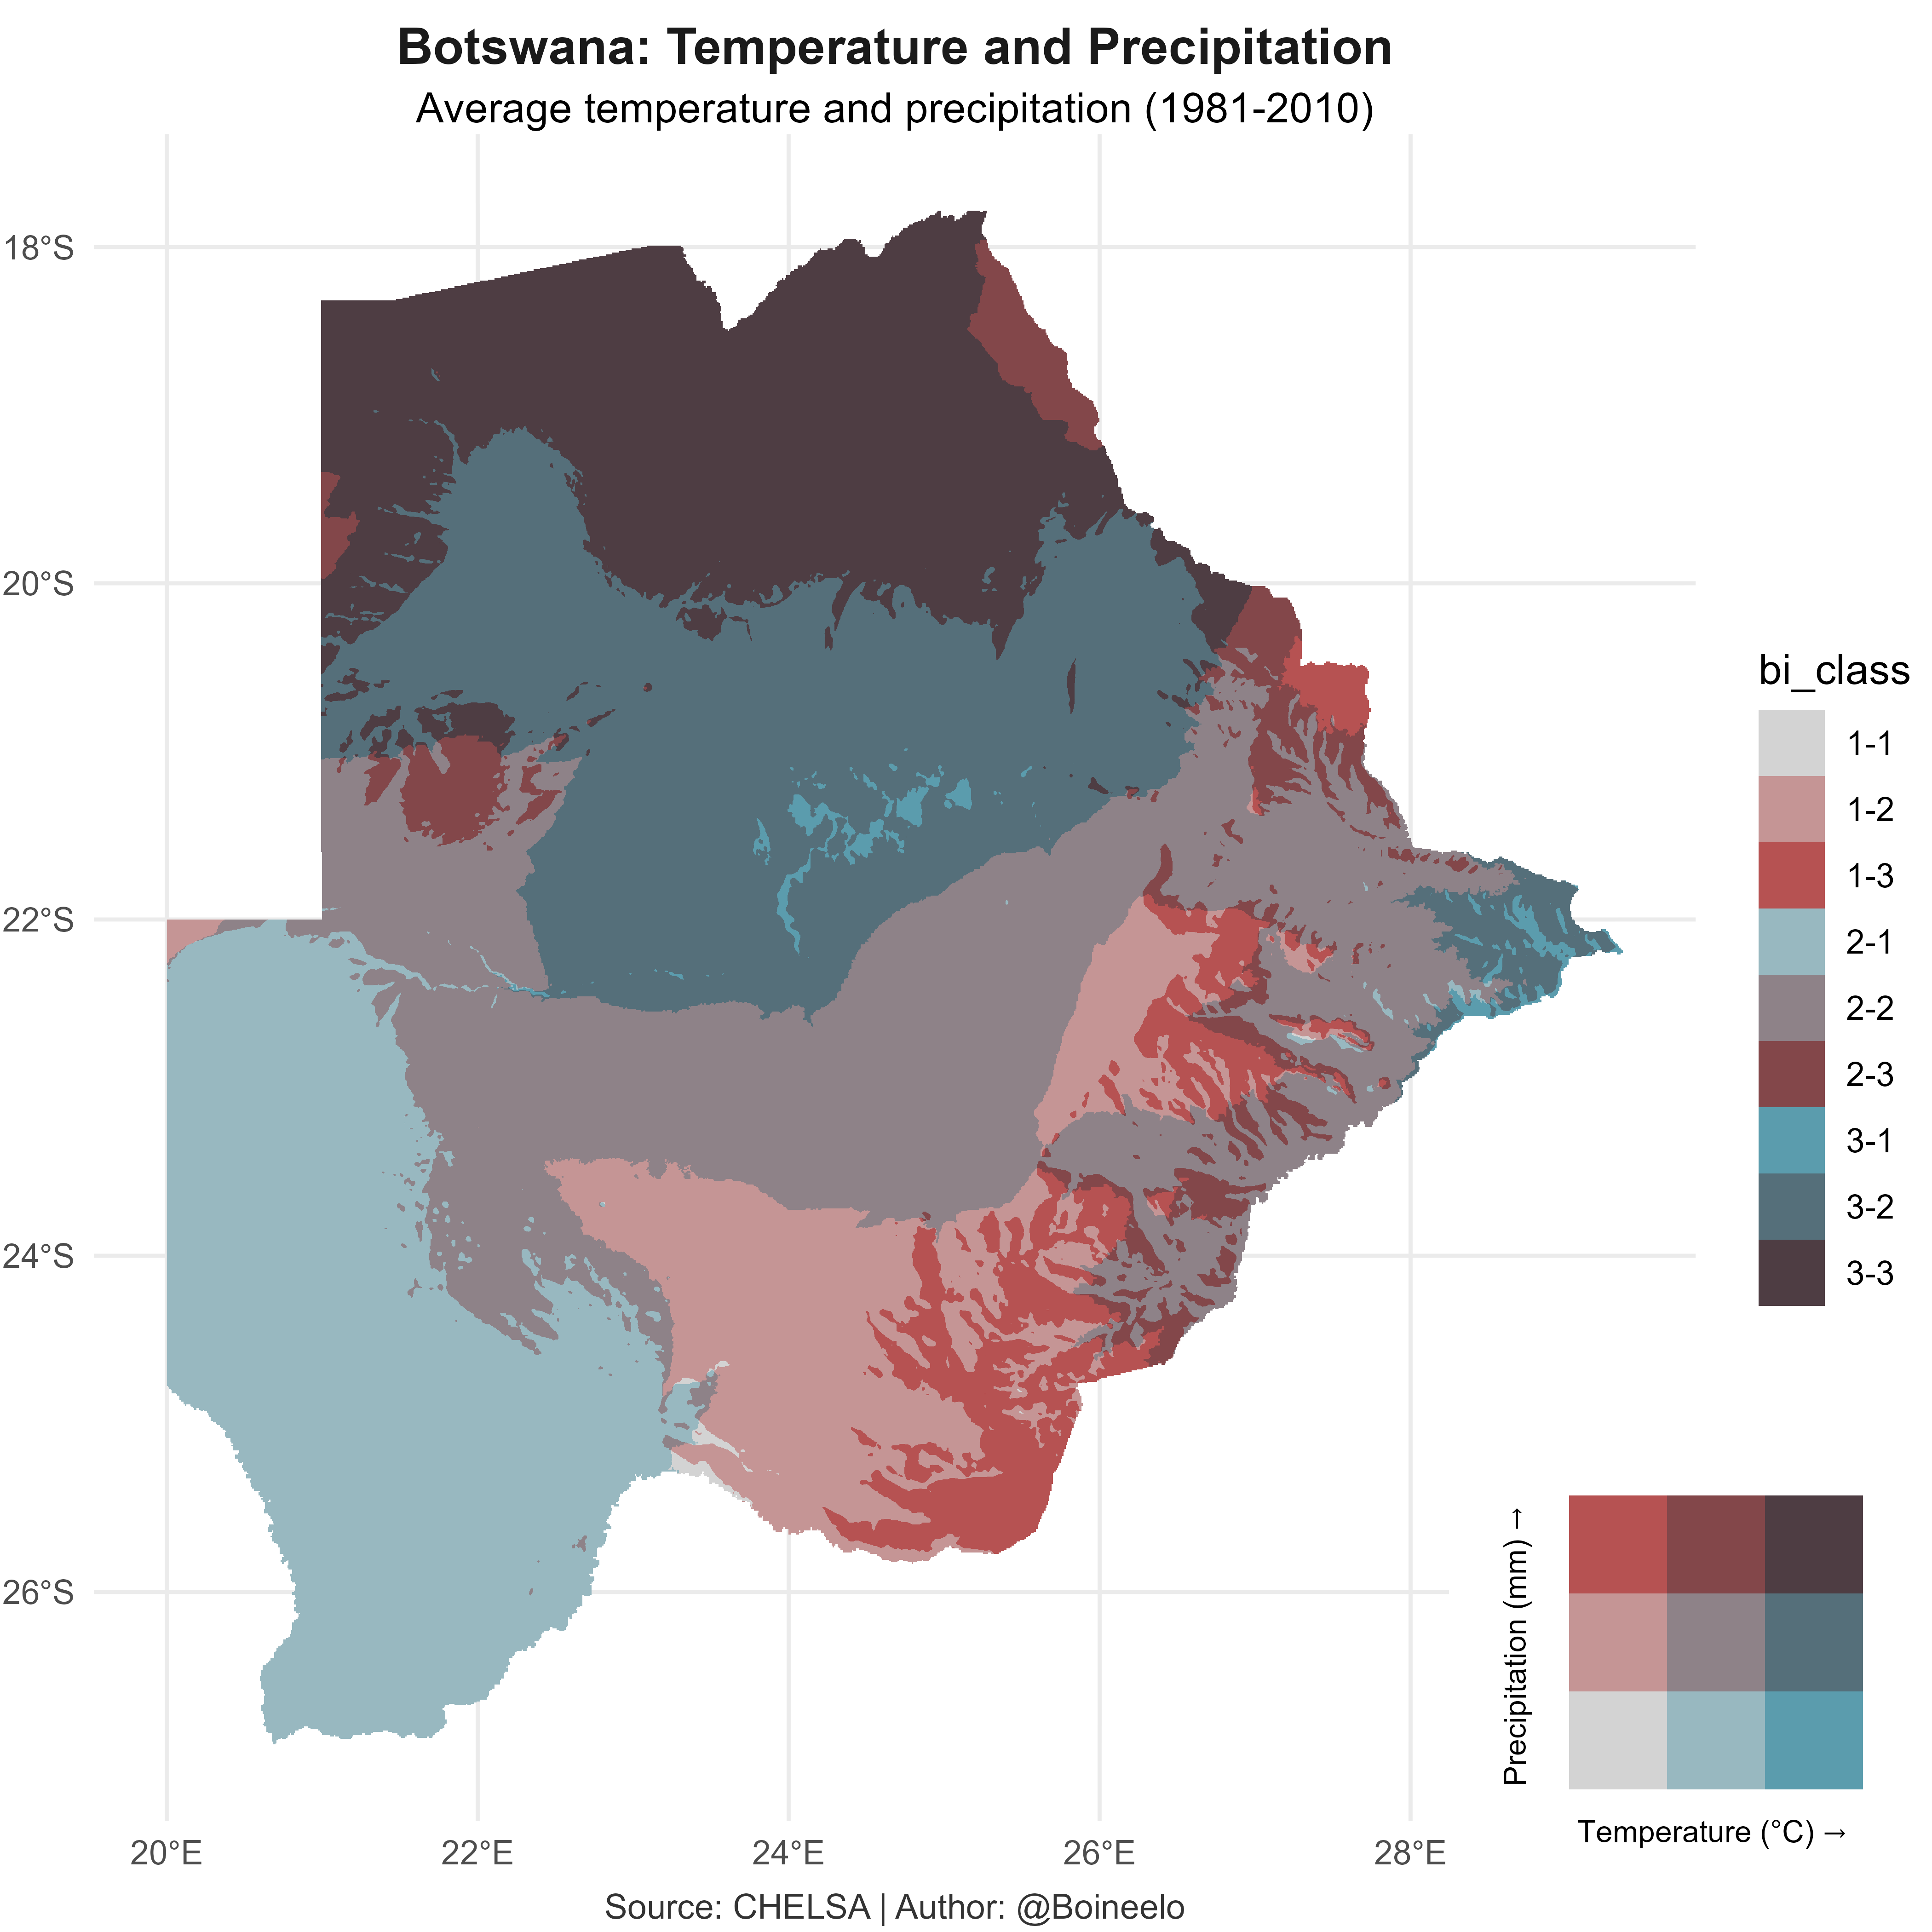 Botswana: Temperature and Precipitation
Average temperature and precipitation (1981-2010)
18°S
20°S
22°S
24°S
26°S
20°E
22°E
24°E
26°E
28°E
bi_class
1-1
1-2
1-3
2-1
2-2
2-3
3-1
3-2
3-3
Precipitation (mm) →
Temperature (°C) →
Source: CHELSA | Author: @Boineelo